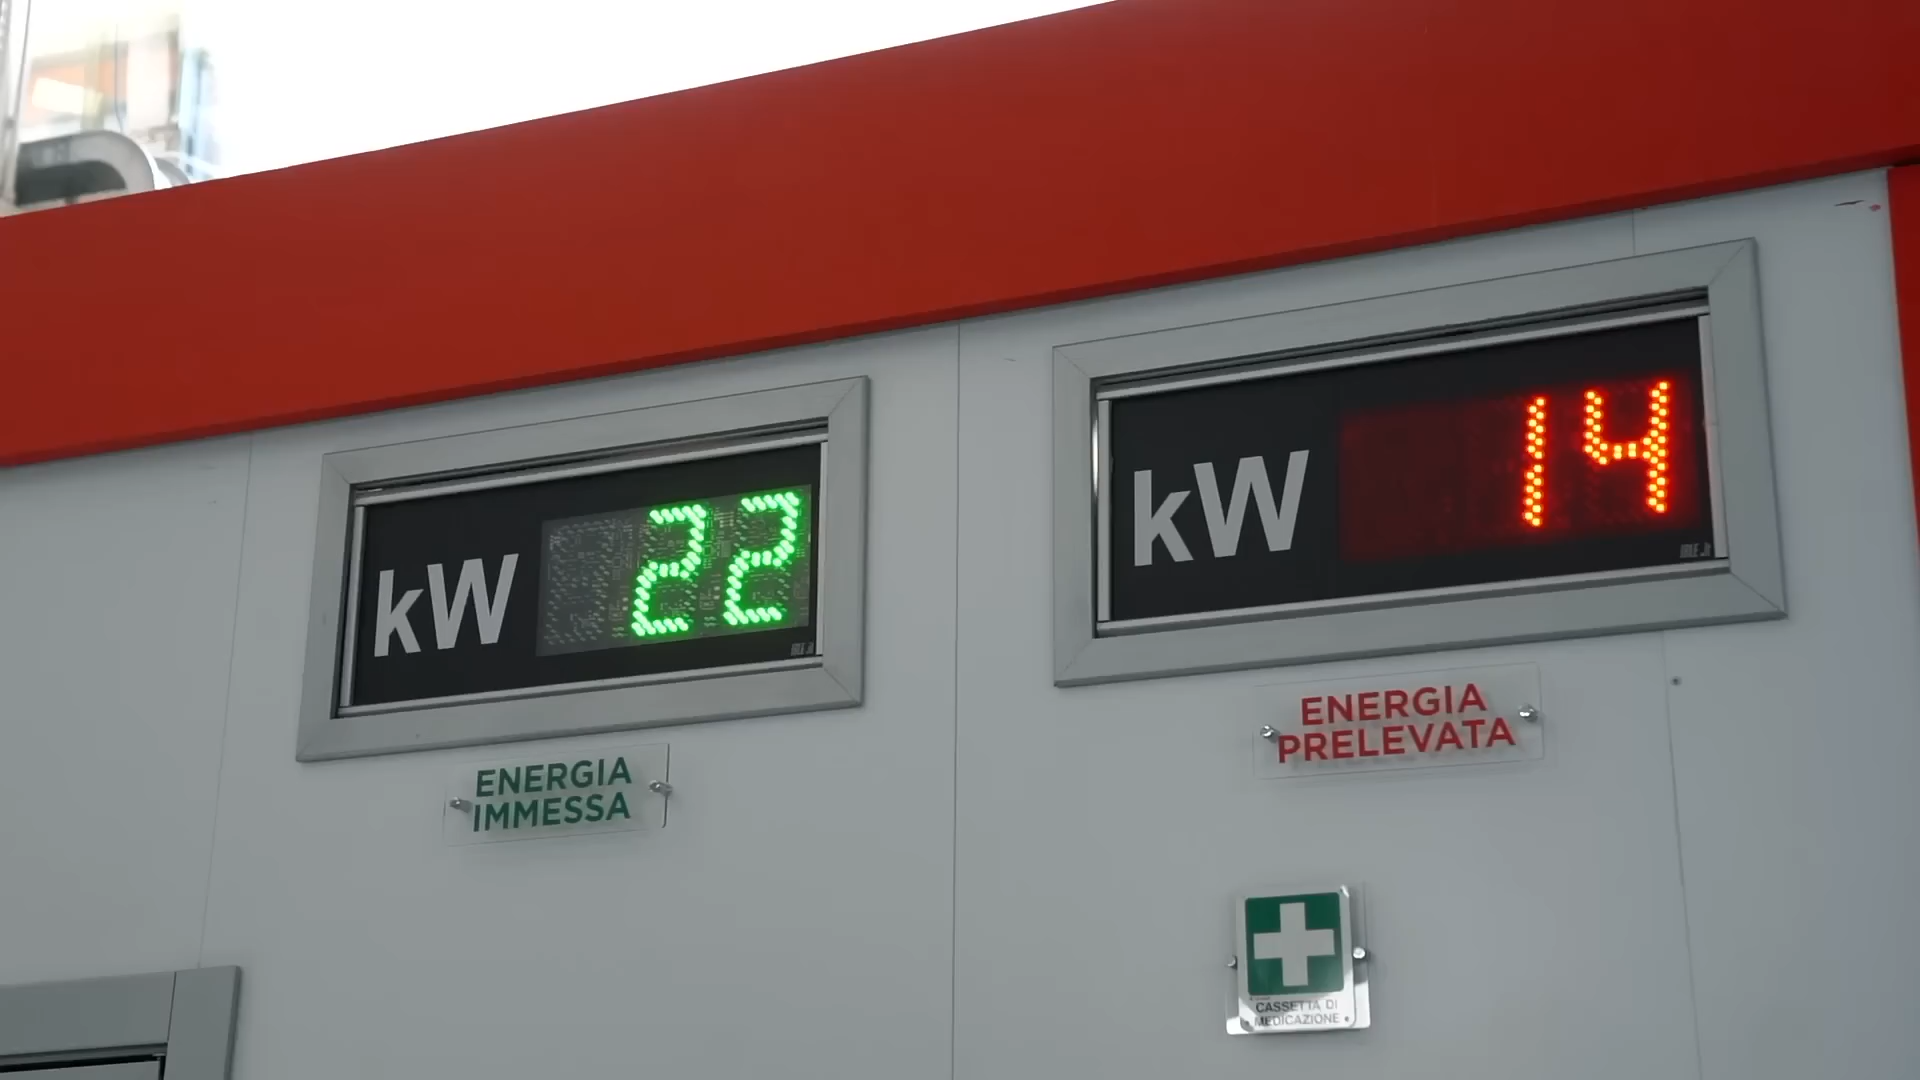 kW 22
ENERGIA
IMMESSA
kW 14
ENERGIA
PRELEVATA
CASSETTA DI
MEDICAZIONE